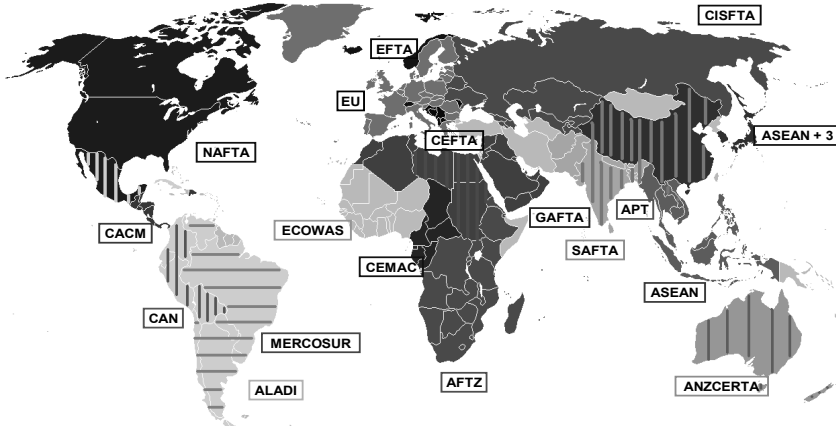 CISFTA
EFTA
EU
ASEAN + 3
CEFTA
NAFTA
APT
GAFTA
CACM
ECOWAS
SAFTA
CEMAC
ASEAN
CAN
MERCOSUR
AFTZ
ANZCERTA
ALADI